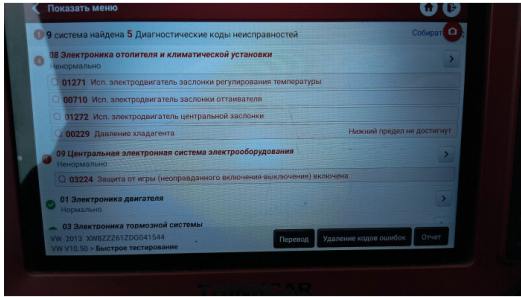 Показать меню
9 система найдена 5 Диагностические коды неисправностей
Собират
08 Электроника отопителя и климатической установки
Ненормально
01271 Исп. электродвигатель заслонки регулирования температуры
00710 Исп. электродвигатель заслонки оттаивателя
01272 Исп. электродвигатель центральной заслонки
00229 Давление хладагента
Нижний предел не достигнут
09 Центральная электронная система электрооборудования
Ненормально
03224 Защита от игры (неоправданного включения-выключения) включена
01 Электроника двигателя
Нормально
03 Электроника тормозной системы
VW 2013 XW8ZZZ61ZDG041544
VW V10.50 > Быстрое тестирование
Перевод
Удаление кодов ошибок
Отчет
THINKCAR